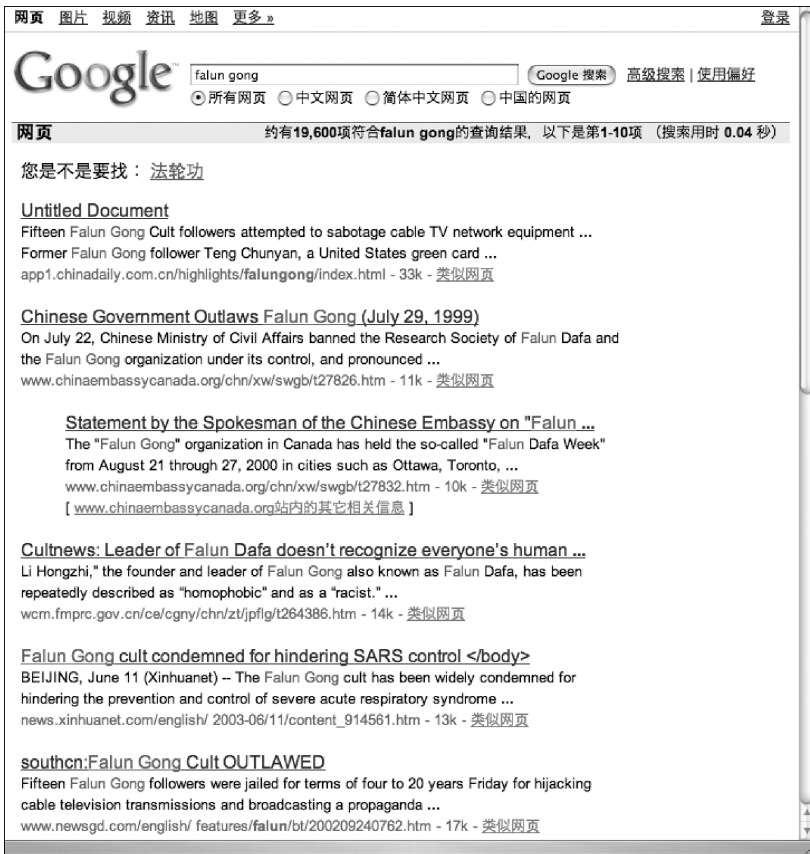 网页 图片 视频 资讯 地图 更多 » 登录
Google™ falun gong Google 搜索 高级搜索 | 使用偏好
所有网页 中文网页 简体中文网页 中国的网页
网页 约有19,600项符合falun gong的查询结果，以下是第1-10项 （搜索用时 0.04 秒）
您是不是要找： 法轮功
Untitled Document
Fifteen Falun Gong Cult followers attempted to sabotage cable TV network equipment ...
Former Falun Gong follower Teng Chunyan, a United States green card ...
app1.chinadaily.com.cn/highlights/falungong/index.html - 33k - 类似网页
Chinese Government Outlaws Falun Gong (July 29, 1999)
On July 22, Chinese Ministry of Civil Affairs banned the Research Society of Falun Dafa and
the Falun Gong organization under its control, and pronounced ...
www.chinaembassycanada.org/chn/xw/swgb/t27826.htm - 11k - 类似网页
Statement by the Spokesman of the Chinese Embassy on "Falun ...
The "Falun Gong" organization in Canada has held the so-called "Falun Dafa Week"
from August 21 through 27, 2000 in cities such as Ottawa, Toronto, ...
www.chinaembassycanada.org/chn/xw/swgb/t27832.htm - 10k - 类似网页
[ www.chinaembassycanada.org站内的其它相关信息 ]
Cultnews: Leader of Falun Dafa doesn’t recognize everyone’s human ...
Li Hongzhi," the founder and leader of Falun Gong also known as Falun Dafa, has been
repeatedly described as “homophobic” and as a “racist.” ...
wcm.fmprc.gov.cn/ce/cgny/chn/zt/jpflg/t264386.htm - 14k - 类似网页
Falun Gong cult condemned for hindering SARS control </body>
BEIJING, June 11 (Xinhuanet) -- The Falun Gong cult has been widely condemned for
hindering the prevention and control of severe acute respiratory syndrome ...
news.xinhuanet.com/english/ 2003-06/11/content_914561.htm - 13k - 类似网页
southcn:Falun Gong Cult OUTLAWED
Fifteen Falun Gong followers were jailed for terms of four to 20 years Friday for hijacking
cable television transmissions and broadcasting a propaganda ...
www.newsgd.com/english/ features/falun/bt/200209240762.htm - 17k - 类似网页